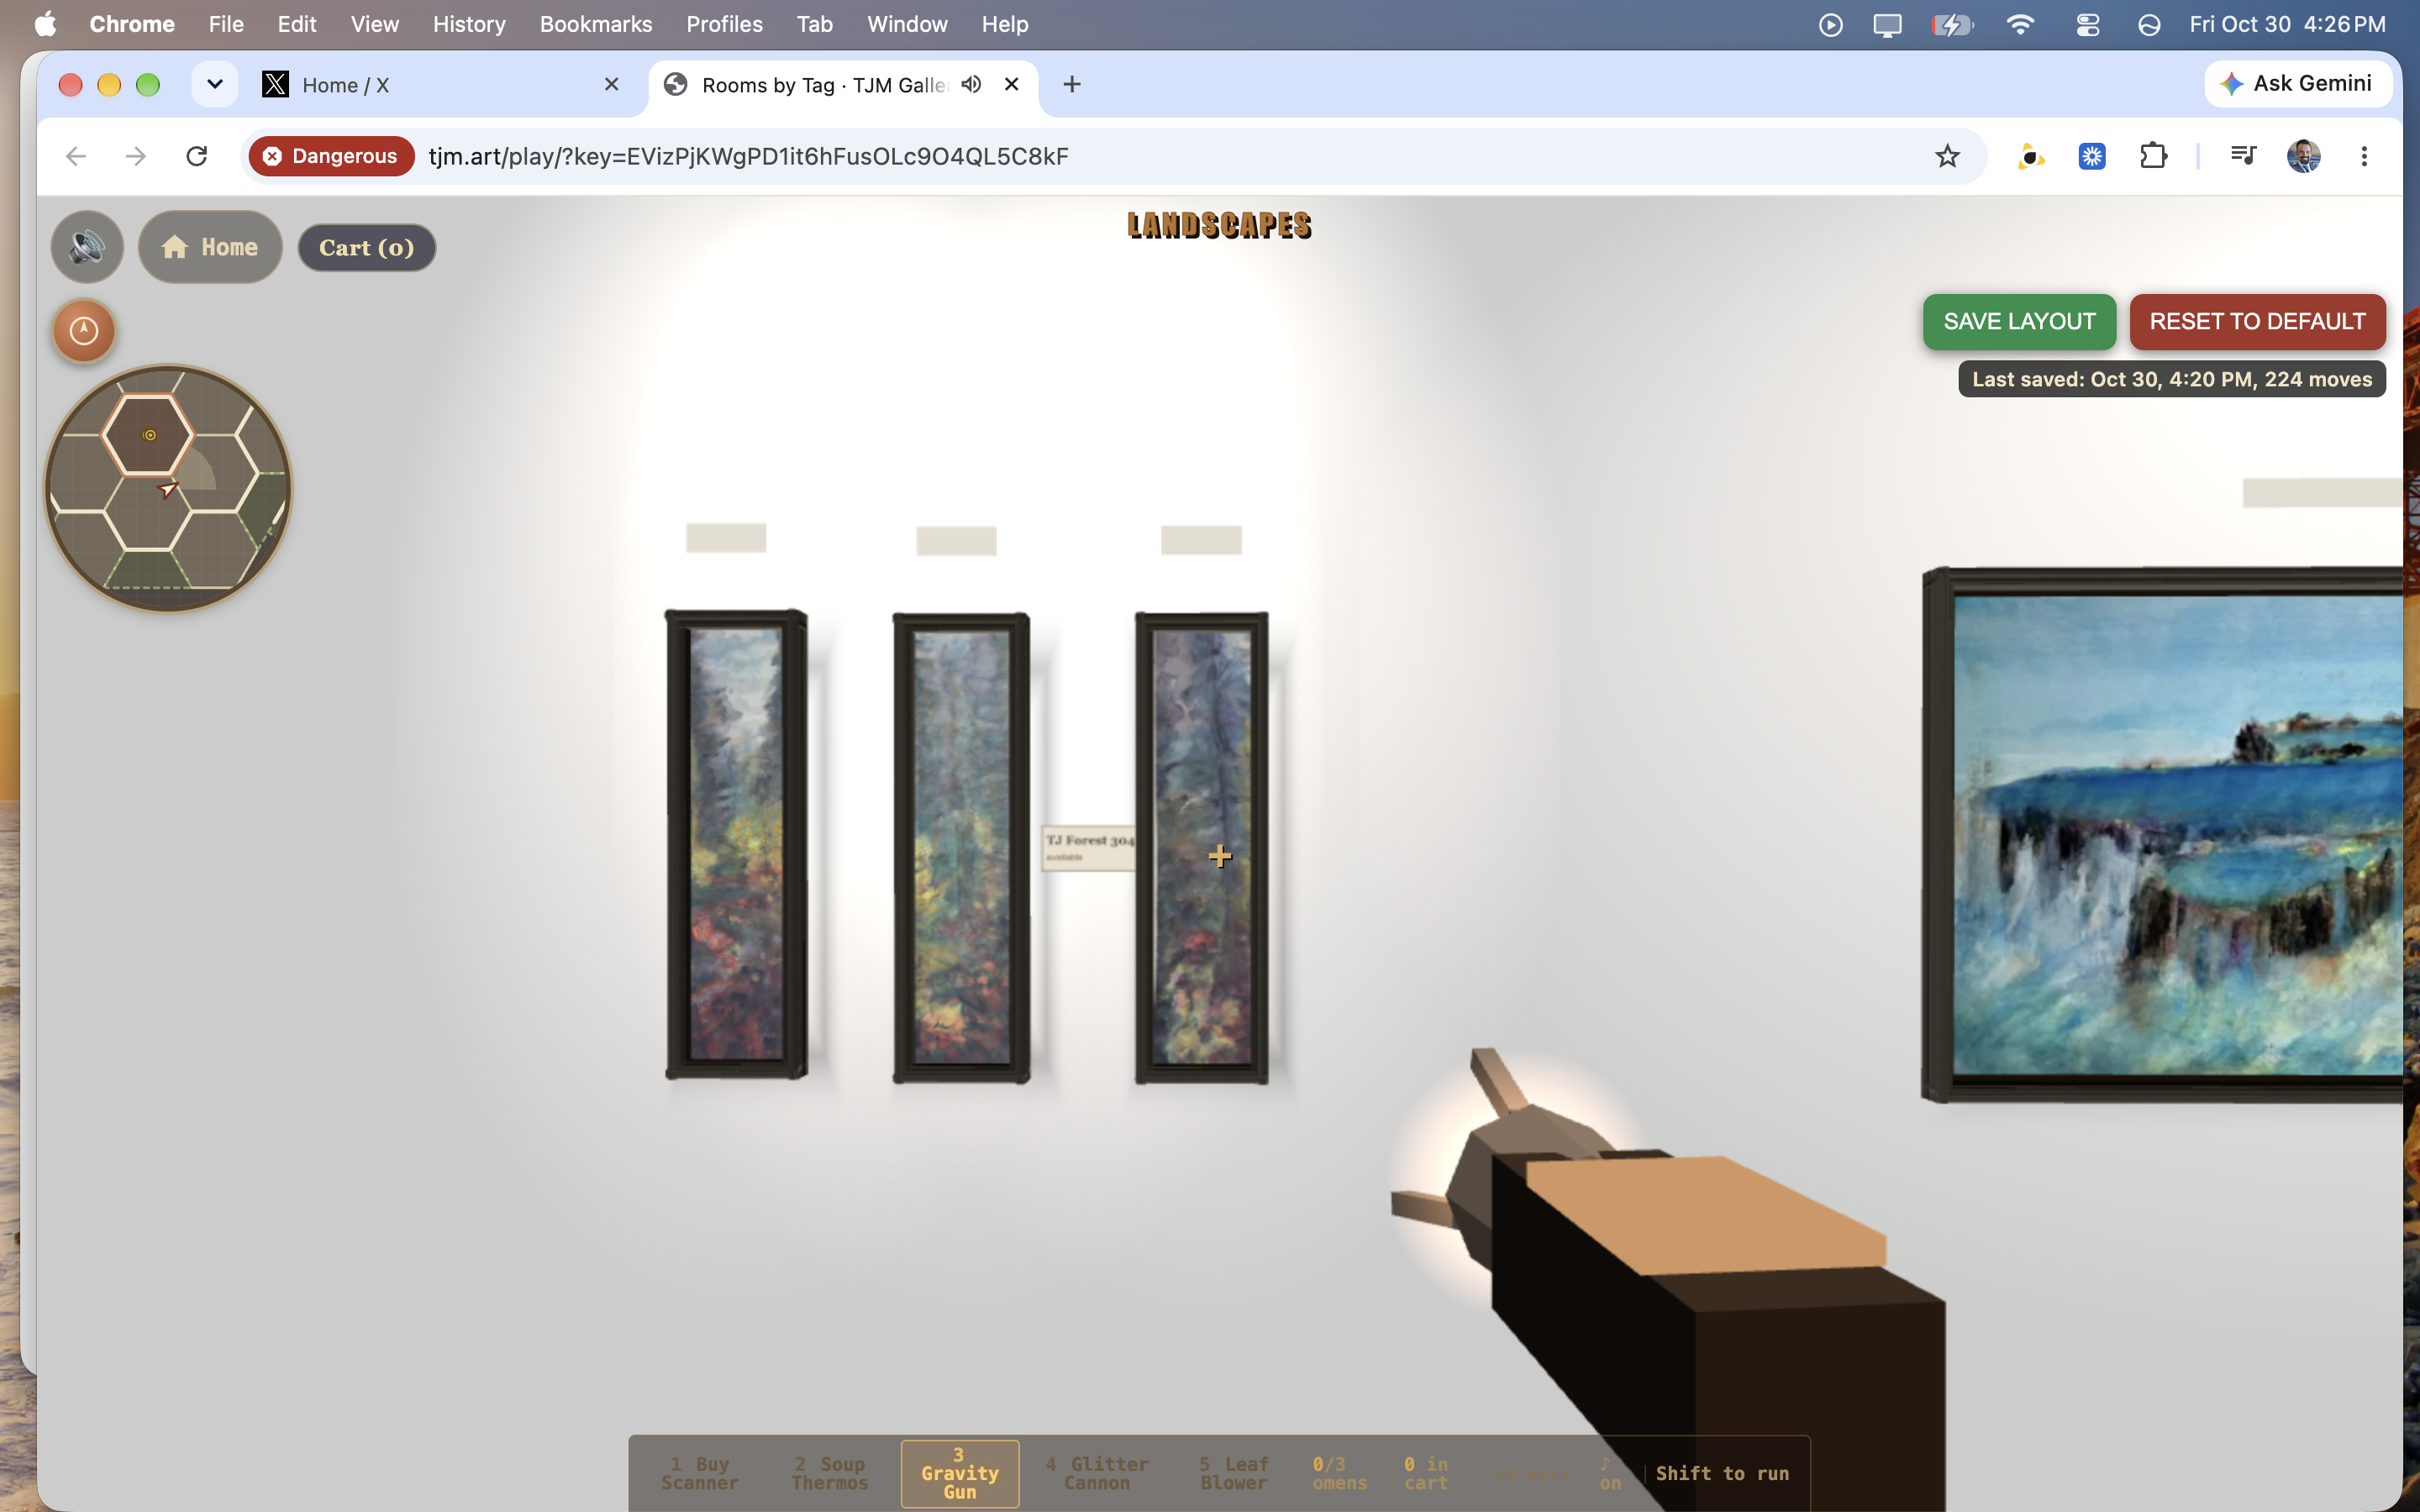 Chrome File Edit View History Bookmarks Profiles Tab Window Help Fri Oct 30 4:26 PM
Home / X
Rooms by Tag · TJM Galle
Ask Gemini
Dangerous tjm.art/play/?key=EVizPjKWgPD1it6hFusOLc9O4QL5C8kF
Home
Cart (0)
LANDSCAPES
SAVE LAYOUT
RESET TO DEFAULT
Last saved: Oct 30, 4:20 PM, 224 moves
TJ Forest 304
available
1 Buy Scanner
2 Soup Thermos
3 Gravity Gun
4 Glitter Cannon
5 Leaf Blower
0/3 omens
0 in cart
♪ on
Shift to run